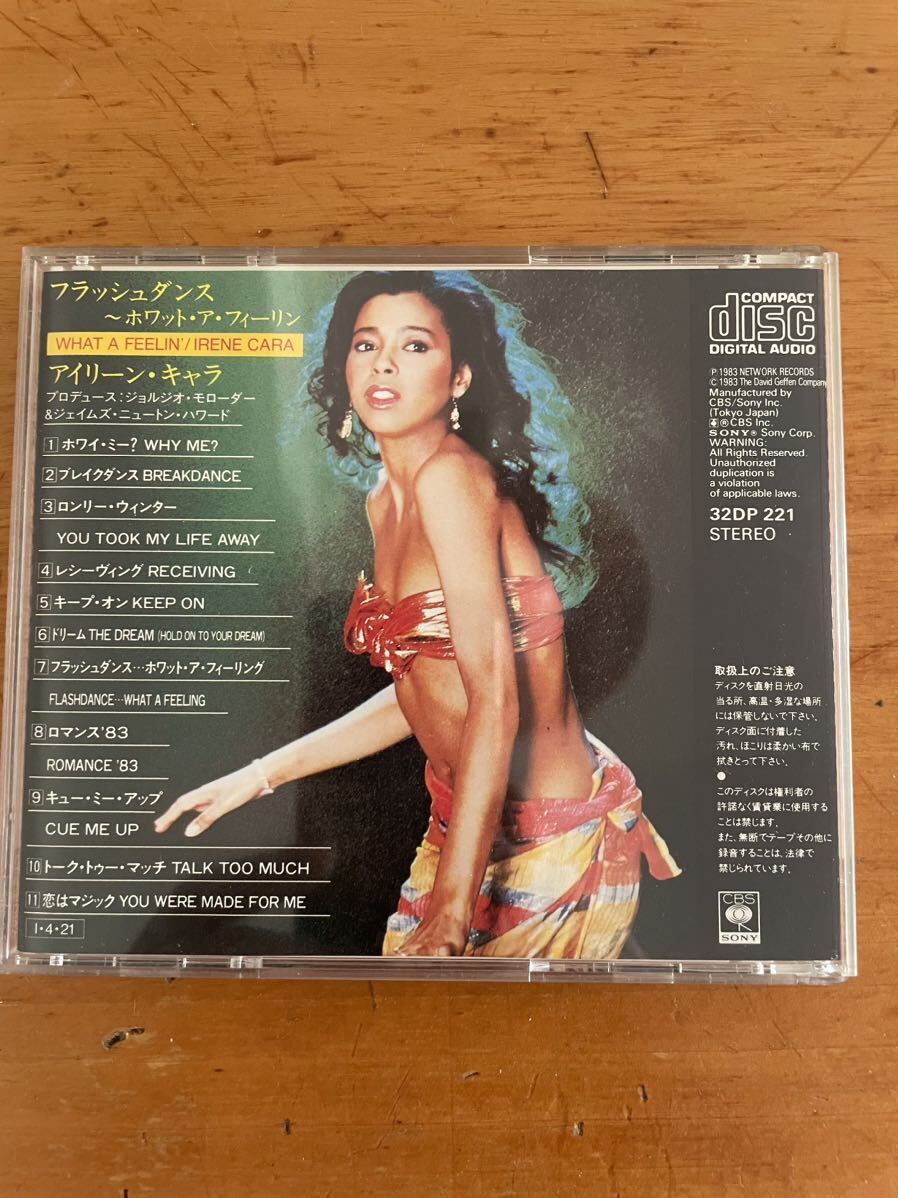 フラッシュダンス
〜ホワット・ア・フィーリン
WHAT A FEELIN'/IRENE CARA
アイリーン・キャラ
プロデュース:ジョルジオ・モローダー
&ジェイムズ・ニュートン・ハワード
1 ホワイ・ミー? WHY ME?
2 ブレイクダンス BREAKDANCE
3 ロンリー・ウィンター
YOU TOOK MY LIFE AWAY
4 レシーヴィング RECEIVING
5 キープ・オン KEEP ON
6 ドリーム THE DREAM (HOLD ON TO YOUR DREAM)
7 フラッシュダンス…ホワット・ア・フィーリング
FLASHDANCE…WHAT A FEELING
8 ロマンス'83
ROMANCE '83
9 キュー・ミー・アップ
CUE ME UP
10 トーク・トゥー・マッチ TALK TOO MUCH
11 恋はマジック YOU WERE MADE FOR ME
I・4・21
COMPACT
disc
DIGITAL AUDIO
Ⓟ 1983 NETWORK RECORDS
© 1983 The David Geffen Company
Manufactured by
CBS/Sony Inc.
(Tokyo Japan)
® CBS Inc.
SONY® Sony Corp.
WARNING:
All Rights Reserved.
Unauthorized
duplication is
a violation
of applicable laws.
32DP 221
STEREO
取扱上のご注意
ディスクを直射日光の
当る所、高温・多湿な場所
には保管しないで下さい。
ディスク面に付着した
汚れ、ほこりは柔かい布で
拭きとって下さい。
●
このディスクは権利者の
許諾なく賃貸業に使用する
ことは禁じます。
また、無断でテープその他に
録音することは、法律で
禁じられています。
CBS
SONY